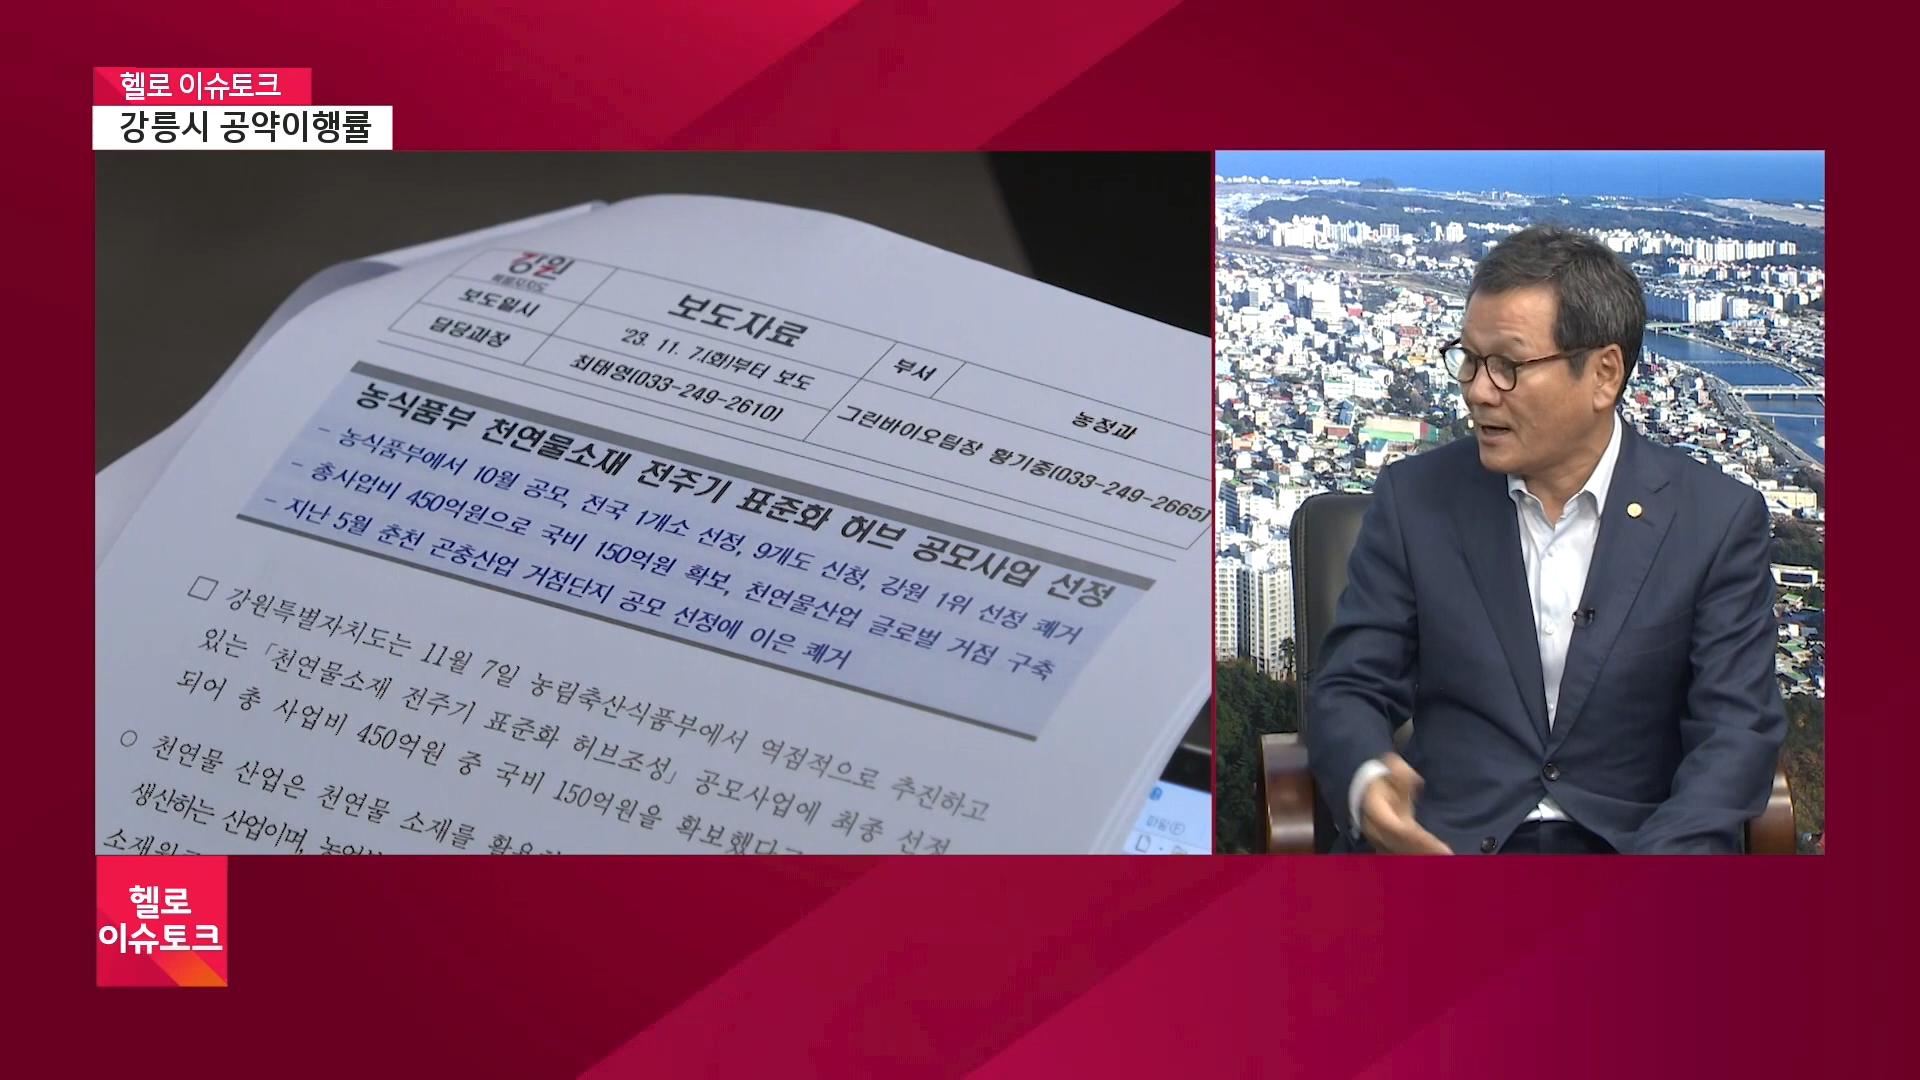 헬로 이슈토크
강릉시 공약이행률
강원
특별자치도
보도자료
보도일시
'23. 11. 7.(화)부터 보도
부서
농정과
담당과장
최태영(033-249-2610)
그린바이오팀장 황기중(033-249-2665)
농식품부 천연물소재 전주기 표준화 허브 공모사업 선정
- 농식품부에서 10월 공모, 전국 1개소 선정, 9개도 신청, 강원 1위 선정 쾌거
- 총사업비 450억원으로 국비 150억원 확보, 천연물산업 글로벌 거점 구축
- 지난 5월 춘천 곤충산업 거점단지 공모 선정에 이은 쾌거
□ 강원특별자치도는 11월 7일 농림축산식품부에서 역점적으로 추진하고
있는 「천연물소재 전주기 표준화 허브조성」 공모사업에 최종 선정
되어 총 사업비 450억원 중 국비 150억원을 확보했다고
○ 천연물 산업은 천연물 소재를
생산하는 산업이며,
파일(F)
헬로
이슈토크